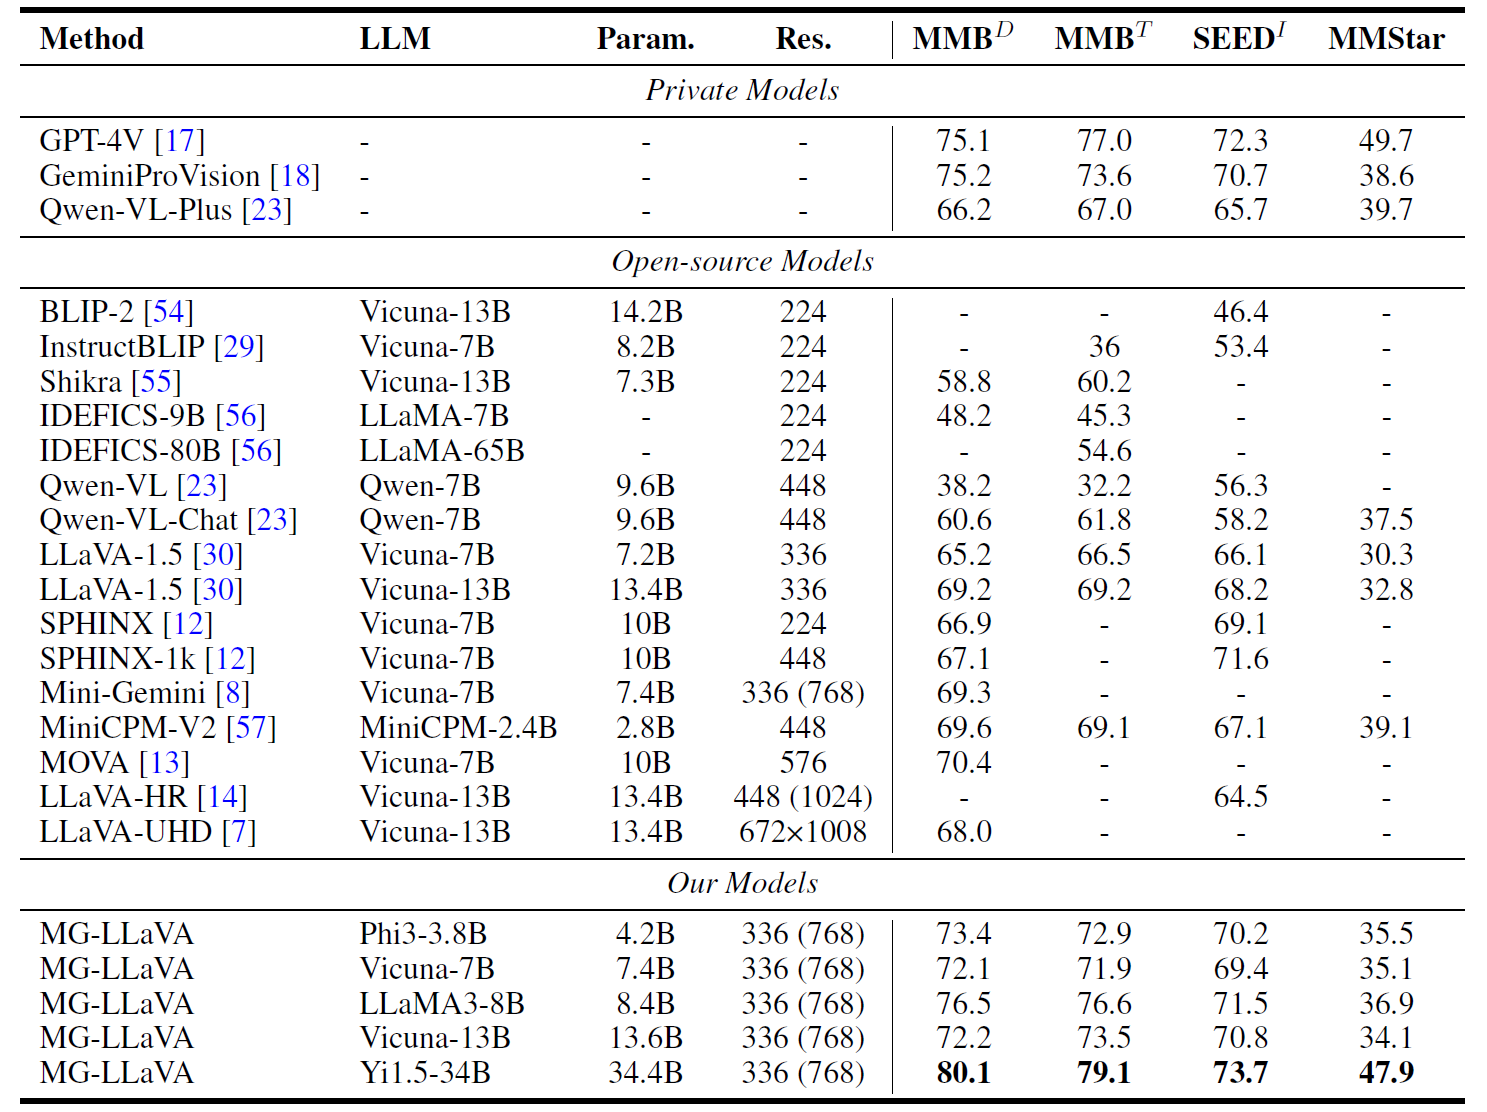 Method LLM Param. Res. MMB^D MMB^T SEED^I MMStar
Private Models
GPT-4V [17] - - - 75.1 77.0 72.3 49.7
GeminiProVision [18] - - - 75.2 73.6 70.7 38.6
Qwen-VL-Plus [23] - - - 66.2 67.0 65.7 39.7
Open-source Models
BLIP-2 [54] Vicuna-13B 14.2B 224 - - 46.4 -
InstructBLIP [29] Vicuna-7B 8.2B 224 - 36 53.4 -
Shikra [55] Vicuna-13B 7.3B 224 58.8 60.2 - -
IDEFICS-9B [56] LLaMA-7B - 224 48.2 45.3 - -
IDEFICS-80B [56] LLaMA-65B - 224 - 54.6 - -
Qwen-VL [23] Qwen-7B 9.6B 448 38.2 32.2 56.3 -
Qwen-VL-Chat [23] Qwen-7B 9.6B 448 60.6 61.8 58.2 37.5
LLaVA-1.5 [30] Vicuna-7B 7.2B 336 65.2 66.5 66.1 30.3
LLaVA-1.5 [30] Vicuna-13B 13.4B 336 69.2 69.2 68.2 32.8
SPHINX [12] Vicuna-7B 10B 224 66.9 - 69.1 -
SPHINX-1k [12] Vicuna-7B 10B 448 67.1 - 71.6 -
Mini-Gemini [8] Vicuna-7B 7.4B 336 (768) 69.3 - - -
MiniCPM-V2 [57] MiniCPM-2.4B 2.8B 448 69.6 69.1 67.1 39.1
MOVA [13] Vicuna-7B 10B 576 70.4 - - -
LLaVA-HR [14] Vicuna-13B 13.4B 448 (1024) - - 64.5 -
LLaVA-UHD [7] Vicuna-13B 13.4B 672×1008 68.0 - - -
Our Models
MG-LLaVA Phi3-3.8B 4.2B 336 (768) 73.4 72.9 70.2 35.5
MG-LLaVA Vicuna-7B 7.4B 336 (768) 72.1 71.9 69.4 35.1
MG-LLaVA LLaMA3-8B 8.4B 336 (768) 76.5 76.6 71.5 36.9
MG-LLaVA Vicuna-13B 13.6B 336 (768) 72.2 73.5 70.8 34.1
MG-LLaVA Yi1.5-34B 34.4B 336 (768) 80.1 79.1 73.7 47.9